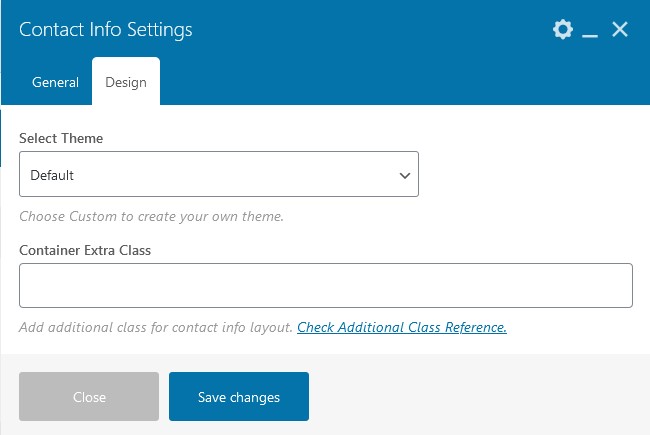 Contact Info Settings
General Design
Select Theme
Default
Choose Custom to create your own theme.
Container Extra Class
Add additional class for contact info layout. Check Additional Class Reference.
Close Save changes